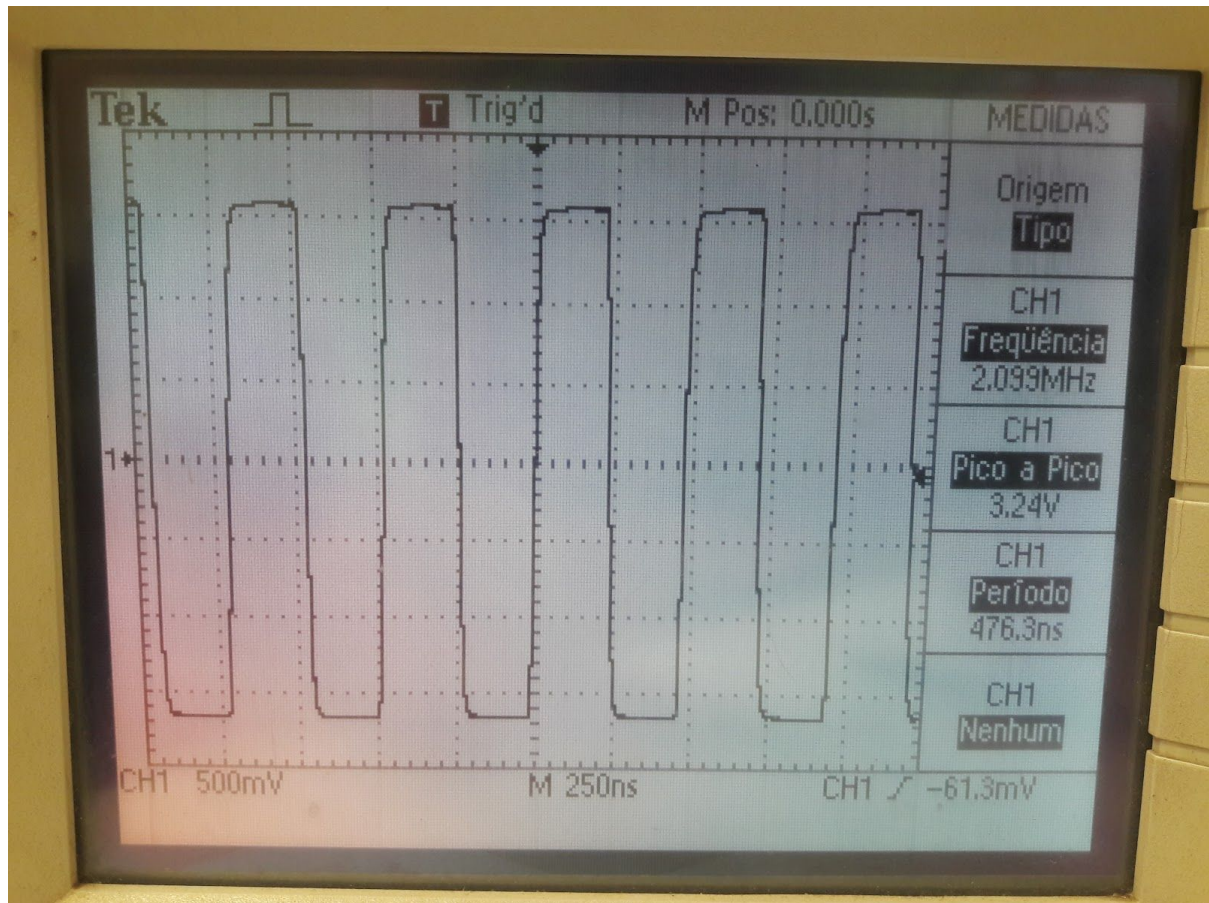 Tek T Trig'd M Pos: 0.000s MEDIDAS
Origem
Tipo
CH1
Freqüência
2.099MHz
CH1
Pico a Pico
3.24V
CH1
Período
476.3ns
CH1
Nenhum
1
CH1 500mV M 250ns CH1 -61.3mV